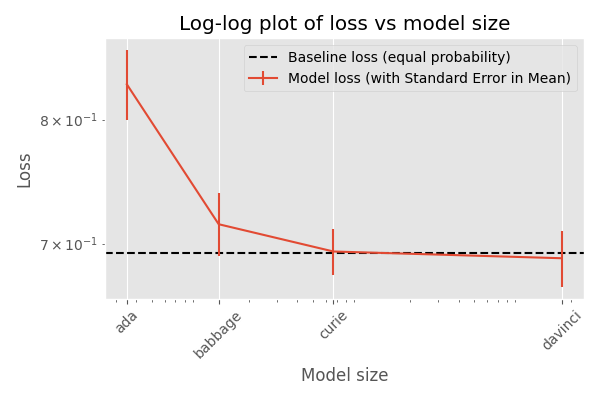 Log-log plot of loss vs model size
Baseline loss (equal probability)
Model loss (with Standard Error in Mean)
8 × 10⁻¹
7 × 10⁻¹
Loss
ada
babbage
curie
davinci
Model size